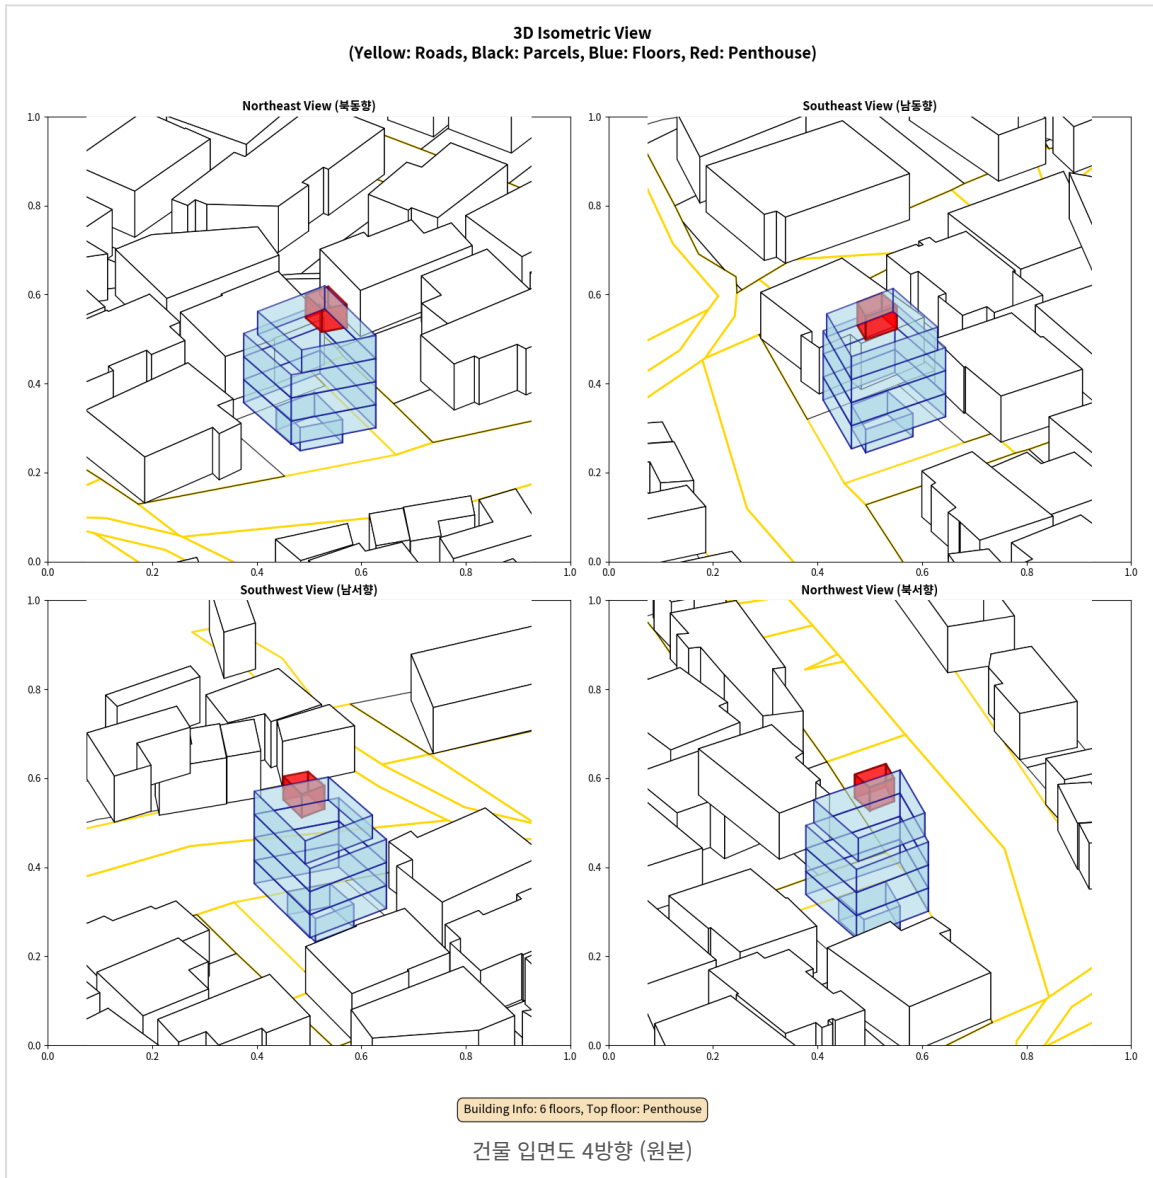 3D Isometric View
(Yellow: Roads, Black: Parcels, Blue: Floors, Red: Penthouse)
Northeast View (북동향)
1.0
0.8
0.6
0.4
0.2
0.0
0.0 0.2 0.4 0.6 0.8 1.0
Southeast View (남동향)
1.0
0.8
0.6
0.4
0.2
0.0
0.0 0.2 0.4 0.6 0.8 1.0
Southwest View (남서향)
1.0
0.8
0.6
0.4
0.2
0.0
0.0 0.2 0.4 0.6 0.8 1.0
Northwest View (북서향)
1.0
0.8
0.6
0.4
0.2
0.0
0.0 0.2 0.4 0.6 0.8 1.0
Building Info: 6 floors, Top floor: Penthouse
건물 입면도 4방향 (원본)